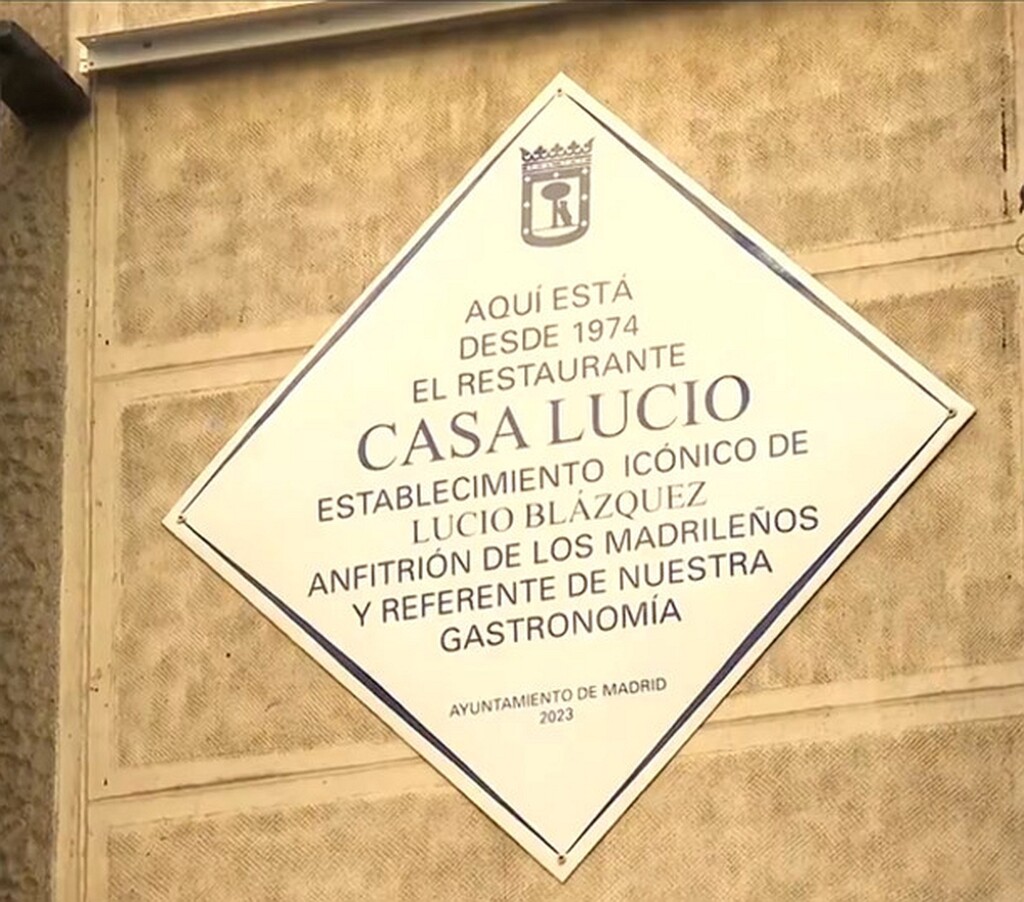 AQUÍ ESTÁ
DESDE 1974
EL RESTAURANTE
CASA LUCIO
ESTABLECIMIENTO ICÓNICO DE
LUCIO BLÁZQUEZ
ANFITRIÓN DE LOS MADRILEÑOS
Y REFERENTE DE NUESTRA
GASTRONOMÍA
AYUNTAMIENTO DE MADRID
2023